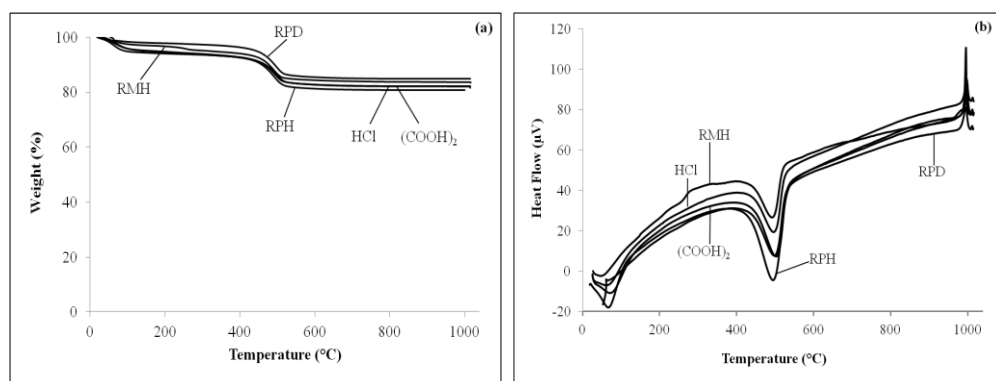 (a)
100
80
60
40
20
0
0
200
400
600
800
1000
Weight (%)
Temperature (°C)
RPD
RMH
RPH
HCl
(COOH)₂
(b)
120
100
80
60
40
20
0
-20
0
200
400
600
800
1000
Heat Flow (µV)
Temperature (°C)
RMH
HCl
(COOH)₂
RPH
RPD